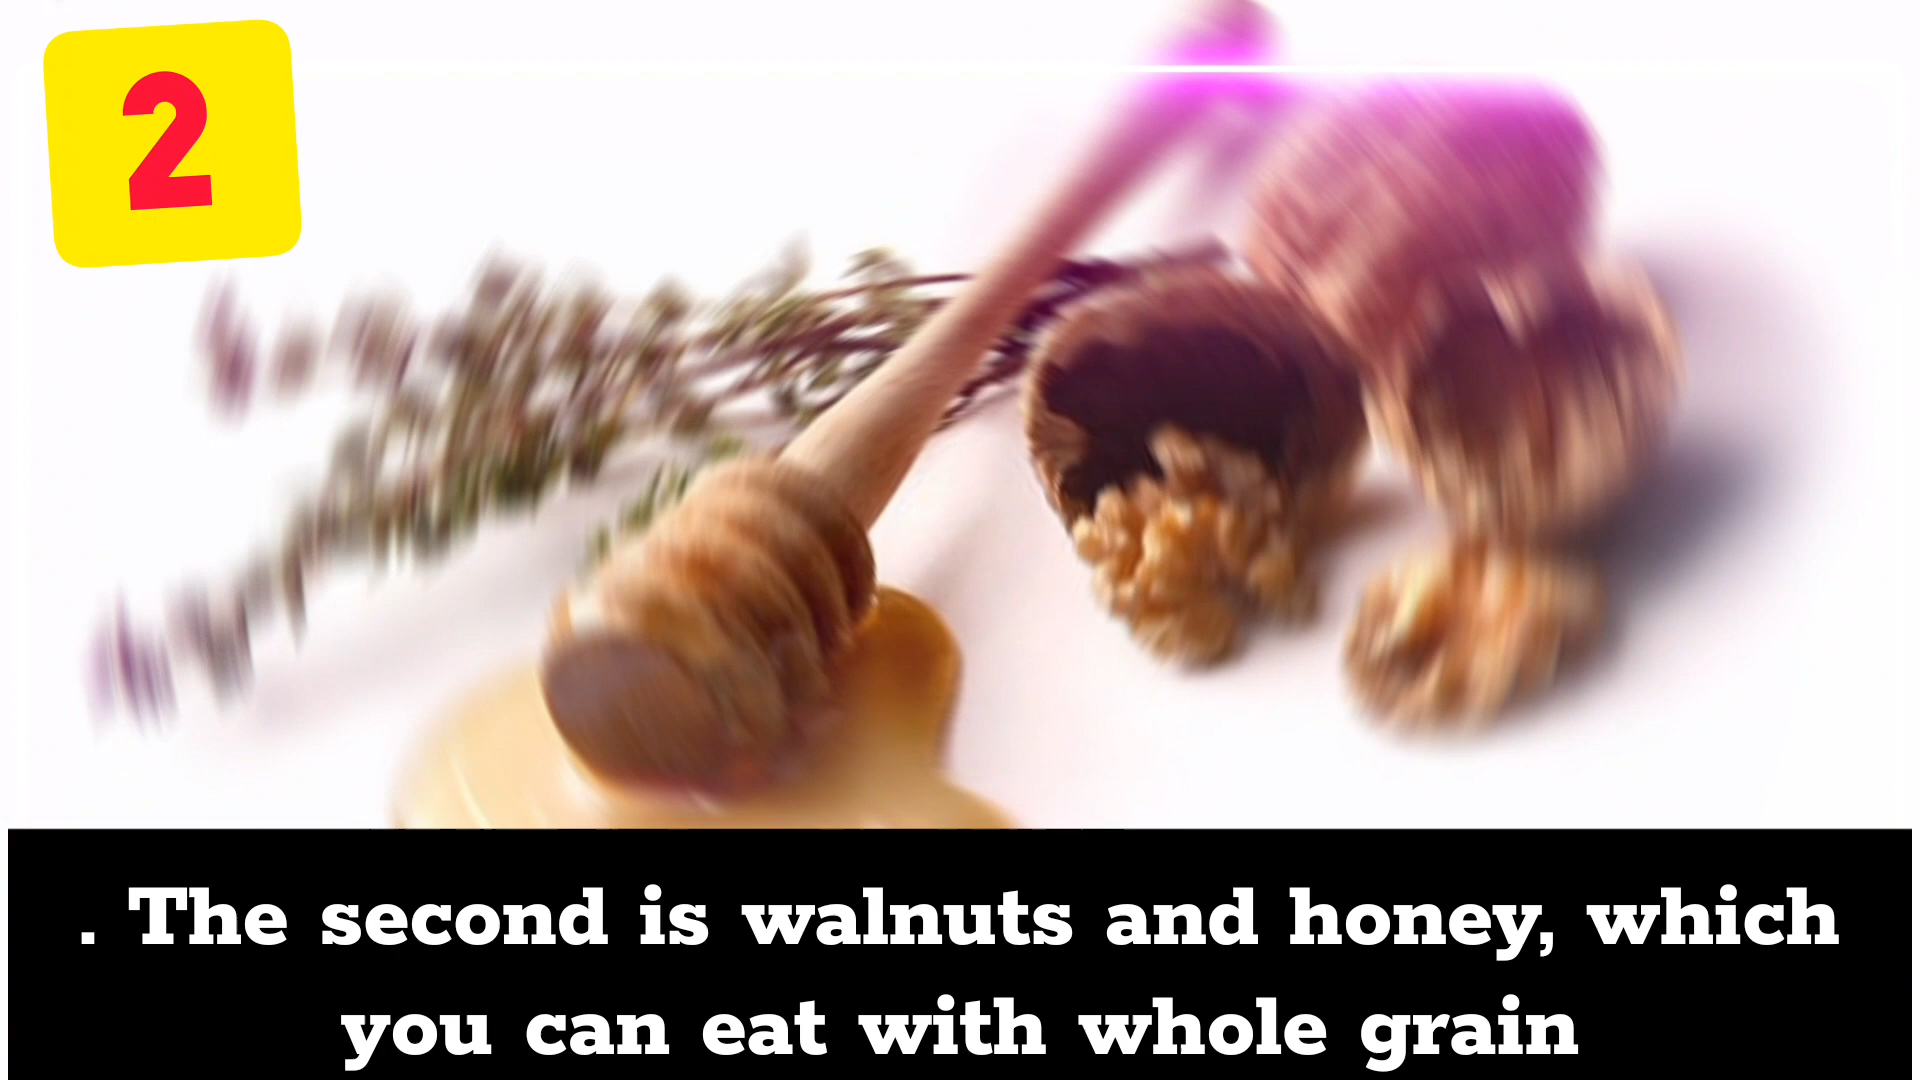 2
. The second is walnuts and honey, which
you can eat with whole grain